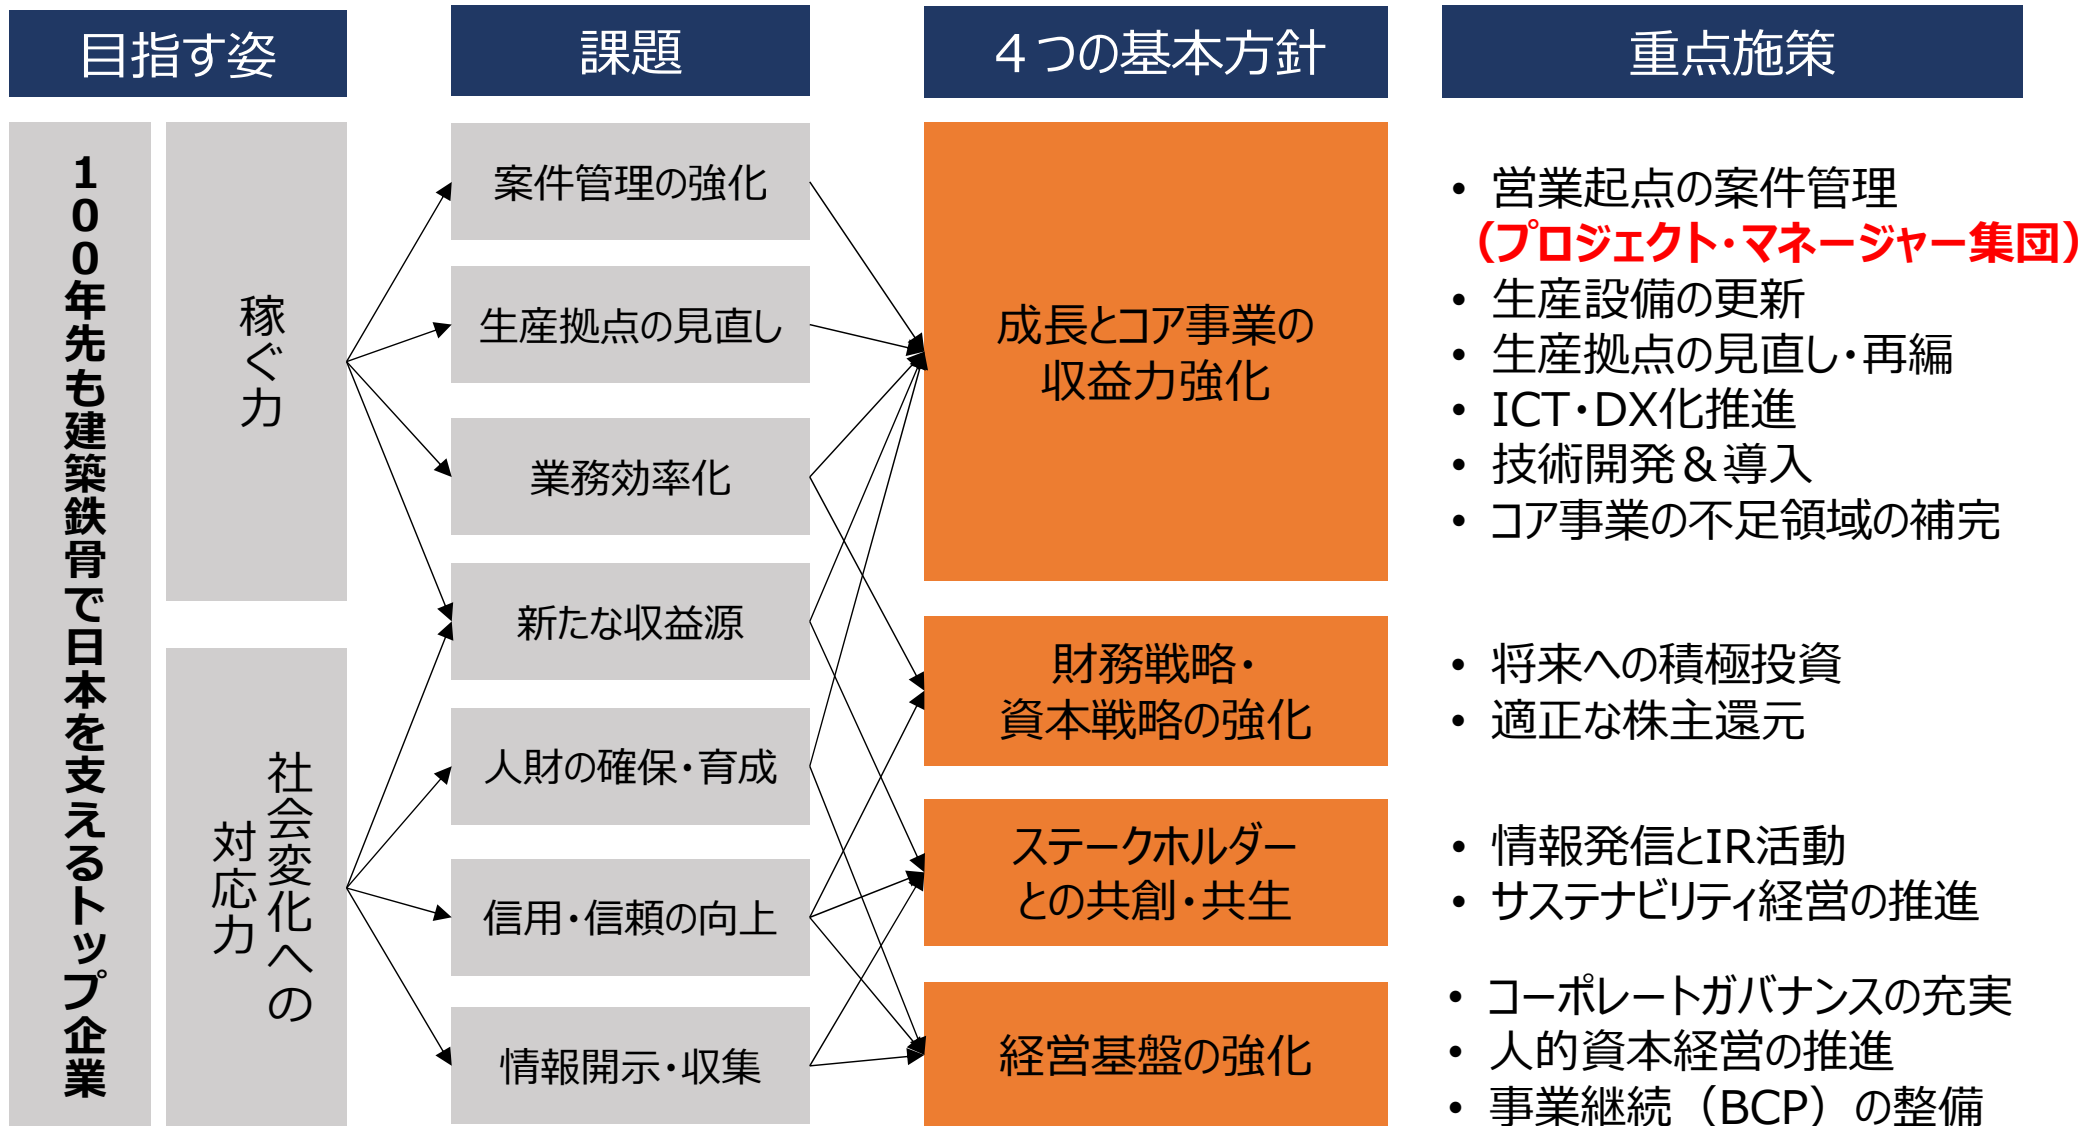 目指す姿
課題
４つの基本方針
重点施策
１００年先も建築鉄骨で日本を支えるトップ企業
稼ぐ力
社会変化への
対応力
案件管理の強化
生産拠点の見直し
業務効率化
新たな収益源
人財の確保・育成
信用・信頼の向上
情報開示・収集
成長とコア事業の
収益力強化
財務戦略・
資本戦略の強化
ステークホルダー
との共創・共生
経営基盤の強化
• 営業起点の案件管理
（プロジェクト・マネージャー集団）
• 生産設備の更新
• 生産拠点の見直し・再編
• ICT・DX化推進
• 技術開発＆導入
• コア事業の不足領域の補完
• 将来への積極投資
• 適正な株主還元
• 情報発信とIR活動
• サステナビリティ経営の推進
• コーポレートガバナンスの充実
• 人的資本経営の推進
• 事業継続（BCP）の整備